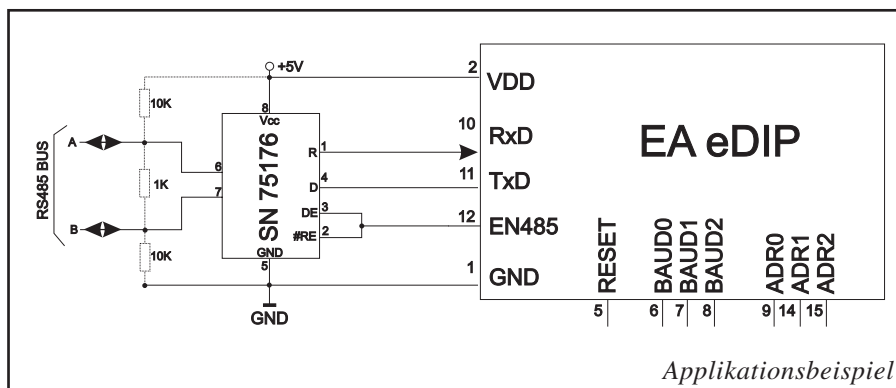 RS485 BUS
A
B
10K
1K
10K
+5V
8
Vcc
6
7
SN 75176
R
1
D
4
DE
3
#RE
2
GND
5
GND
2
VDD
10
RxD
11
TxD
12
EN485
1
GND
EA eDIP
RESET
BAUD0
BAUD1
BAUD2
ADR0
ADR1
ADR2
5
6
7
8
9
14
15
Applikationsbeispiel